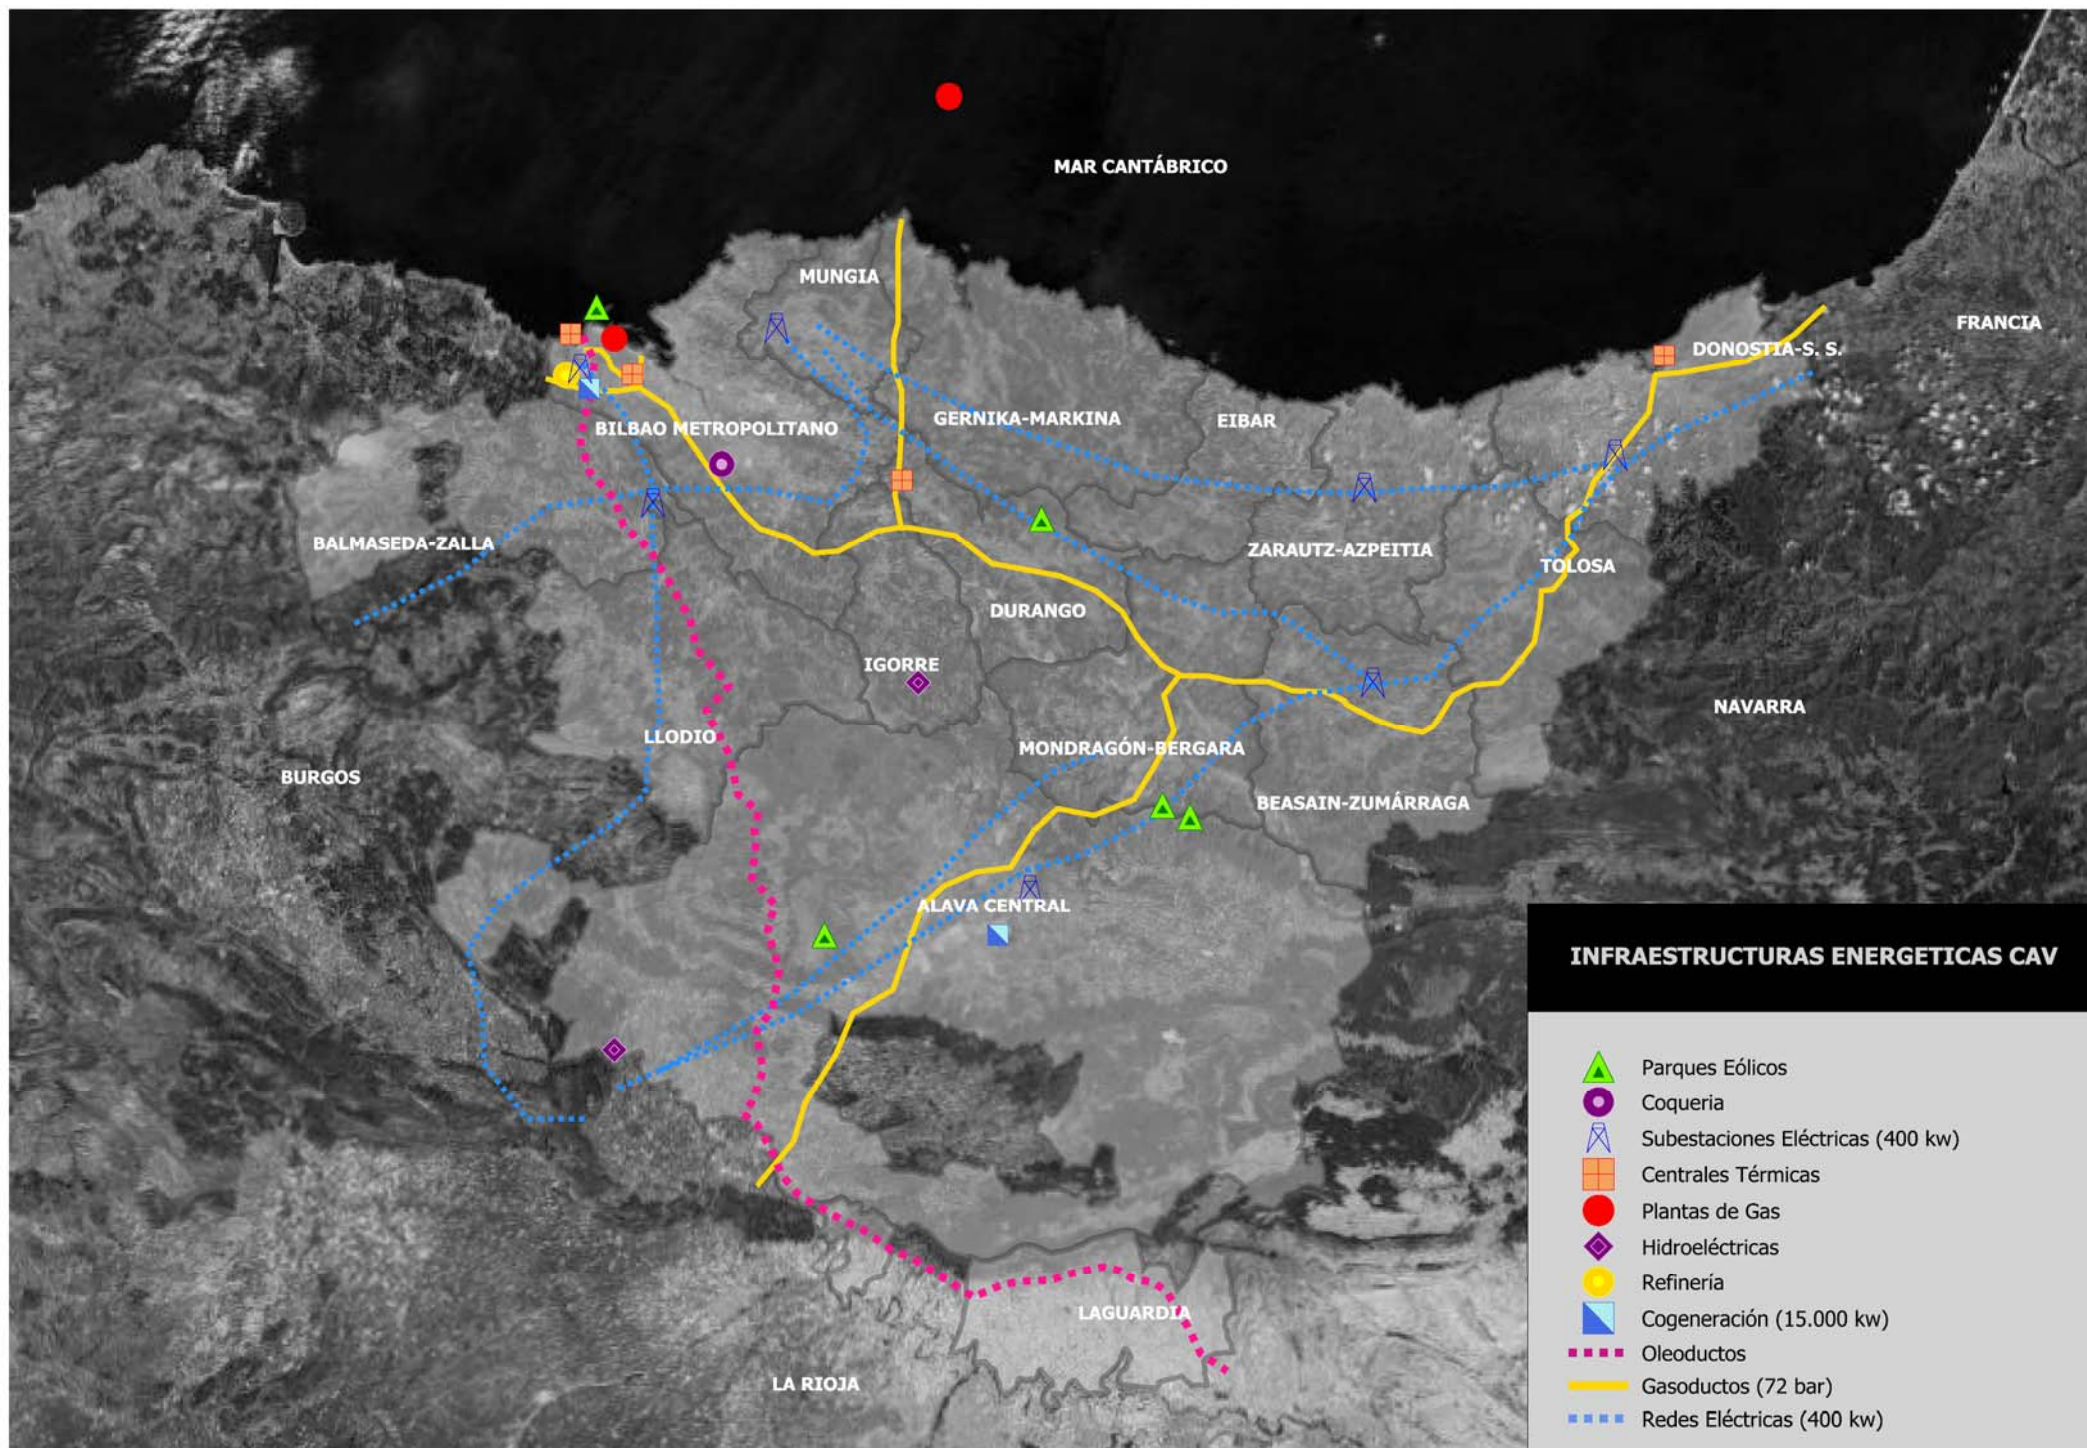 MAR CANTÁBRICO
MUNGIA
FRANCIA
DONOSTIA-S. S.
GERNIKA-MARKINA
EIBAR
BILBAO METROPOLITANO
BALMASEDA-ZALLA
ZARAUTZ-AZPEITIA
TOLOSA
DURANGO
IGORRE
NAVARRA
LLODIO
MONDRAGÓN-BERGARA
BURGOS
BEASAIN-ZUMÁRRAGA
ALAVA CENTRAL
LAGUARDIA
LA RIOJA
INFRAESTRUCTURAS ENERGETICAS CAV
Parques Eólicos
Coqueria
Subestaciones Eléctricas (400 kw)
Centrales Térmicas
Plantas de Gas
Hidroeléctricas
Refinería
Cogeneración (15.000 kw)
Oleoductos
Gasoductos (72 bar)
Redes Eléctricas (400 kw)